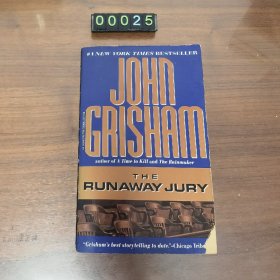 00025
#1 NEW YORK TIMES BESTSELLER
JOHN
GRISHAM
author of A Time to Kill and The Rainmaker
THE
RUNAWAY JURY
"Grisham's best storytelling to date."-Chicago Tribu